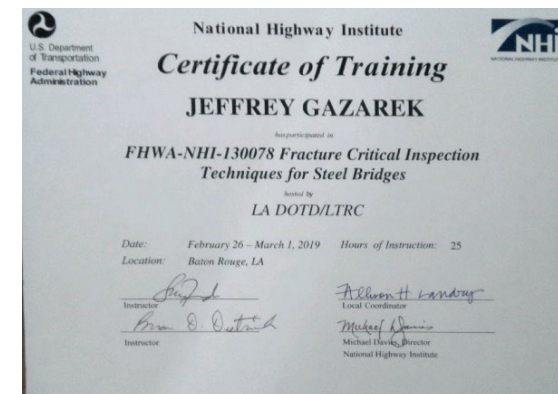 U.S. Department
of Transportation
Federal Highway
Administration
National Highway Institute
NHI
NATIONAL HIGHWAY INSTITUTE
Certificate of Training
JEFFREY GAZAREK
has participated in
FHWA-NHI-130078 Fracture Critical Inspection
Techniques for Steel Bridges
hosted by
LA DOTD/LTRC
Date: February 26 – March 1, 2019 Hours of Instruction: 25
Location: Baton Rouge, LA
Instructor
Allison H Landry
Local Coordinator
Instructor
Michael Davies
Michael Davies, Director
National Highway Institute